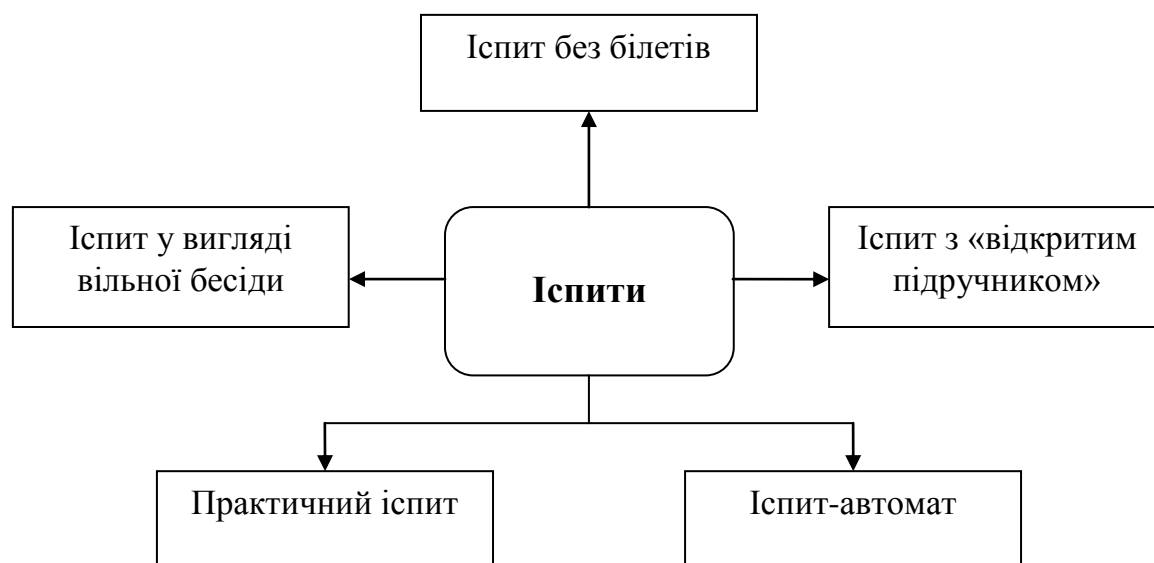 Іспит без білетів
Іспит у вигляді
вільної бесіди
Іспити
Іспит з «відкритим
підручником»
Практичний іспит
Іспит-автомат